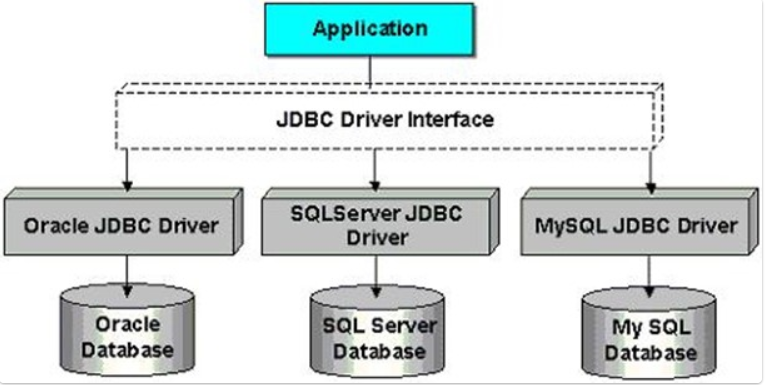 Application
JDBC Driver Interface
Oracle JDBC Driver
SQLServer JDBC
Driver
MySQL JDBC Driver
Oracle
Database
SQL Server
Database
My SQL
Database